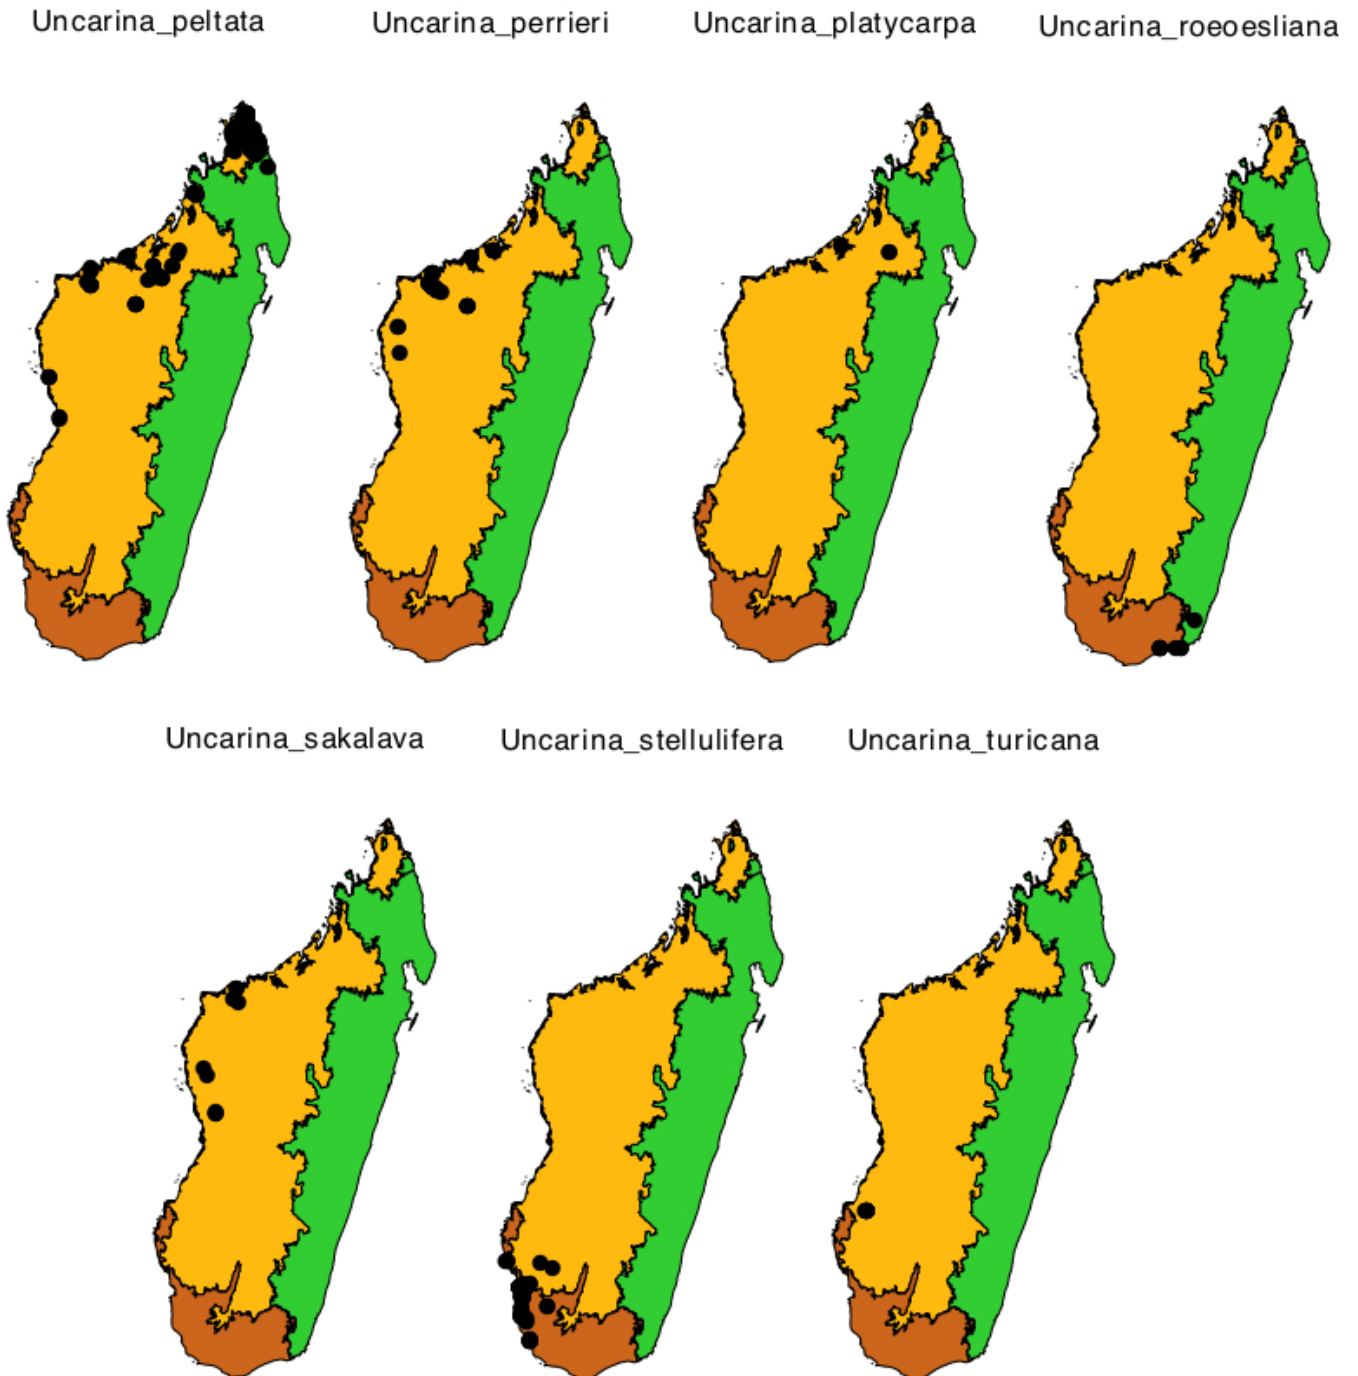 Uncarina_peltata
Uncarina_perrieri
Uncarina_platycarpa
Uncarina_roeoesliana
Uncarina_sakalava
Uncarina_stellulifera
Uncarina_turicana